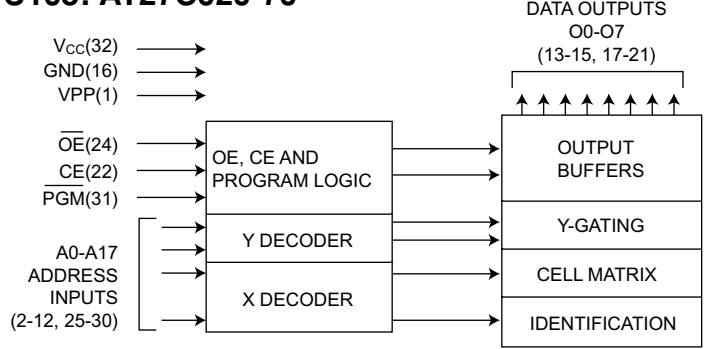 DATA OUTPUTS
O0-O7
(13-15, 17-21)
VCC(32)
GND(16)
VPP(1)
OE(24)
CE(22)
PGM(31)
A0-A17
ADDRESS
INPUTS
(2-12, 25-30)
OE, CE AND
PROGRAM LOGIC
Y DECODER
X DECODER
OUTPUT
BUFFERS
Y-GATING
CELL MATRIX
IDENTIFICATION